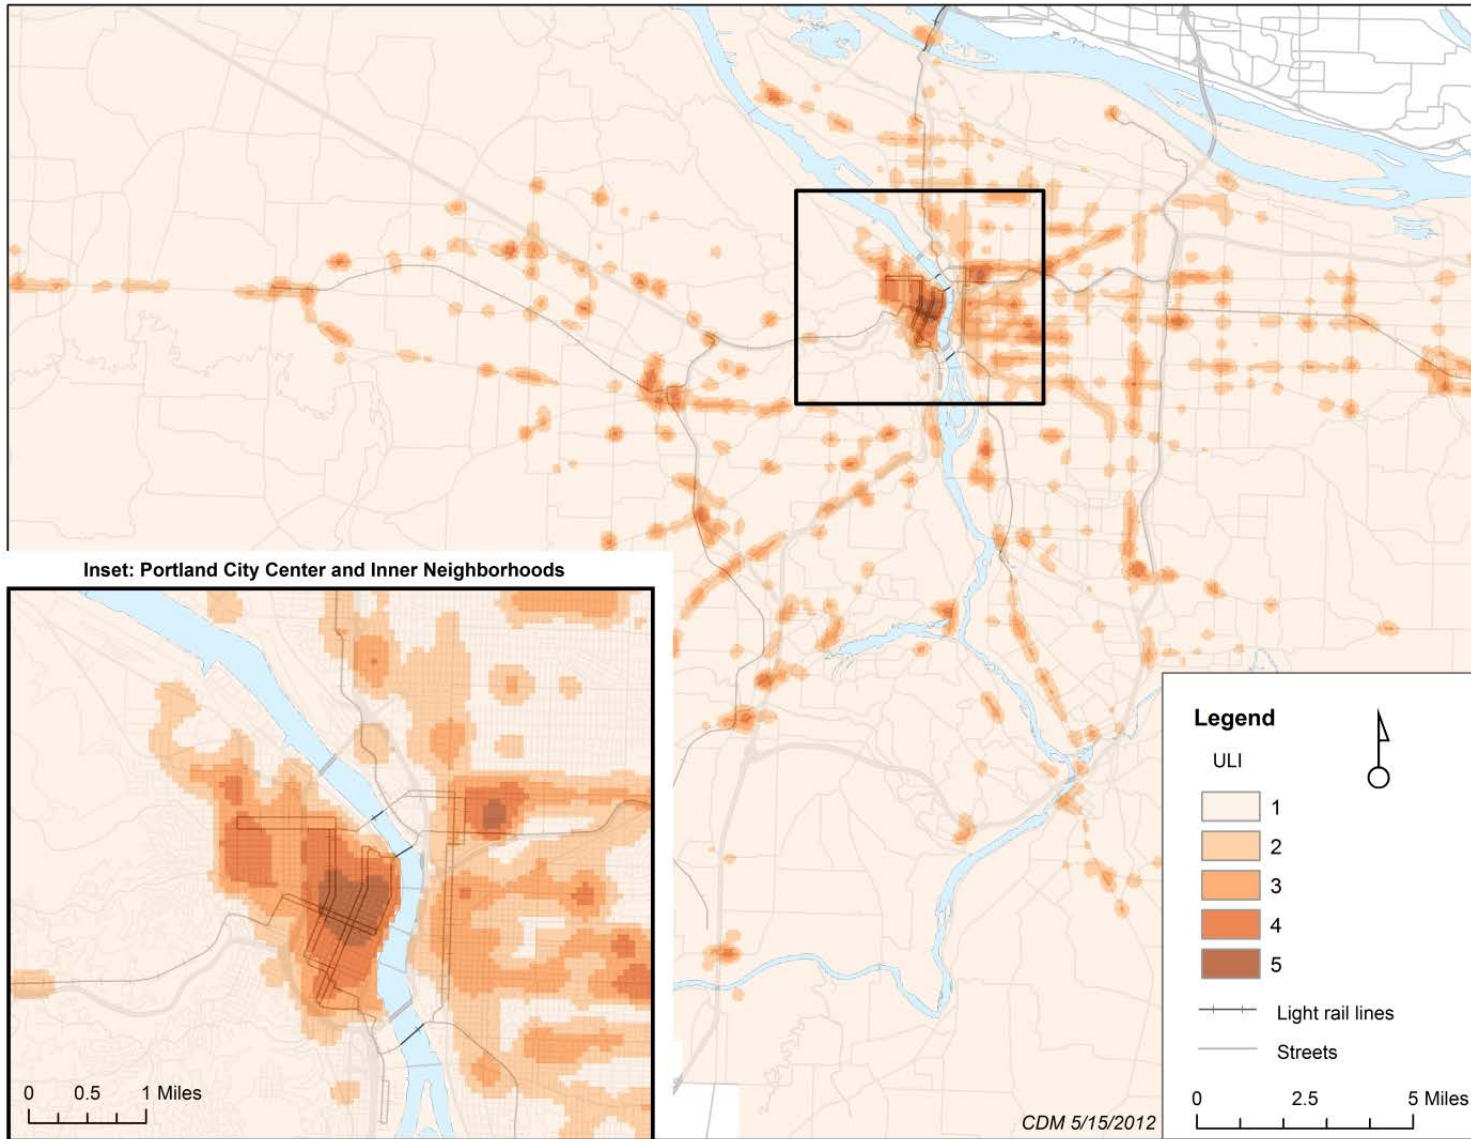 Inset: Portland City Center and Inner Neighborhoods
0 0.5 1 Miles
CDM 5/15/2012
Legend
ULI
1
2
3
4
5
Light rail lines
Streets
0 2.5 5 Miles